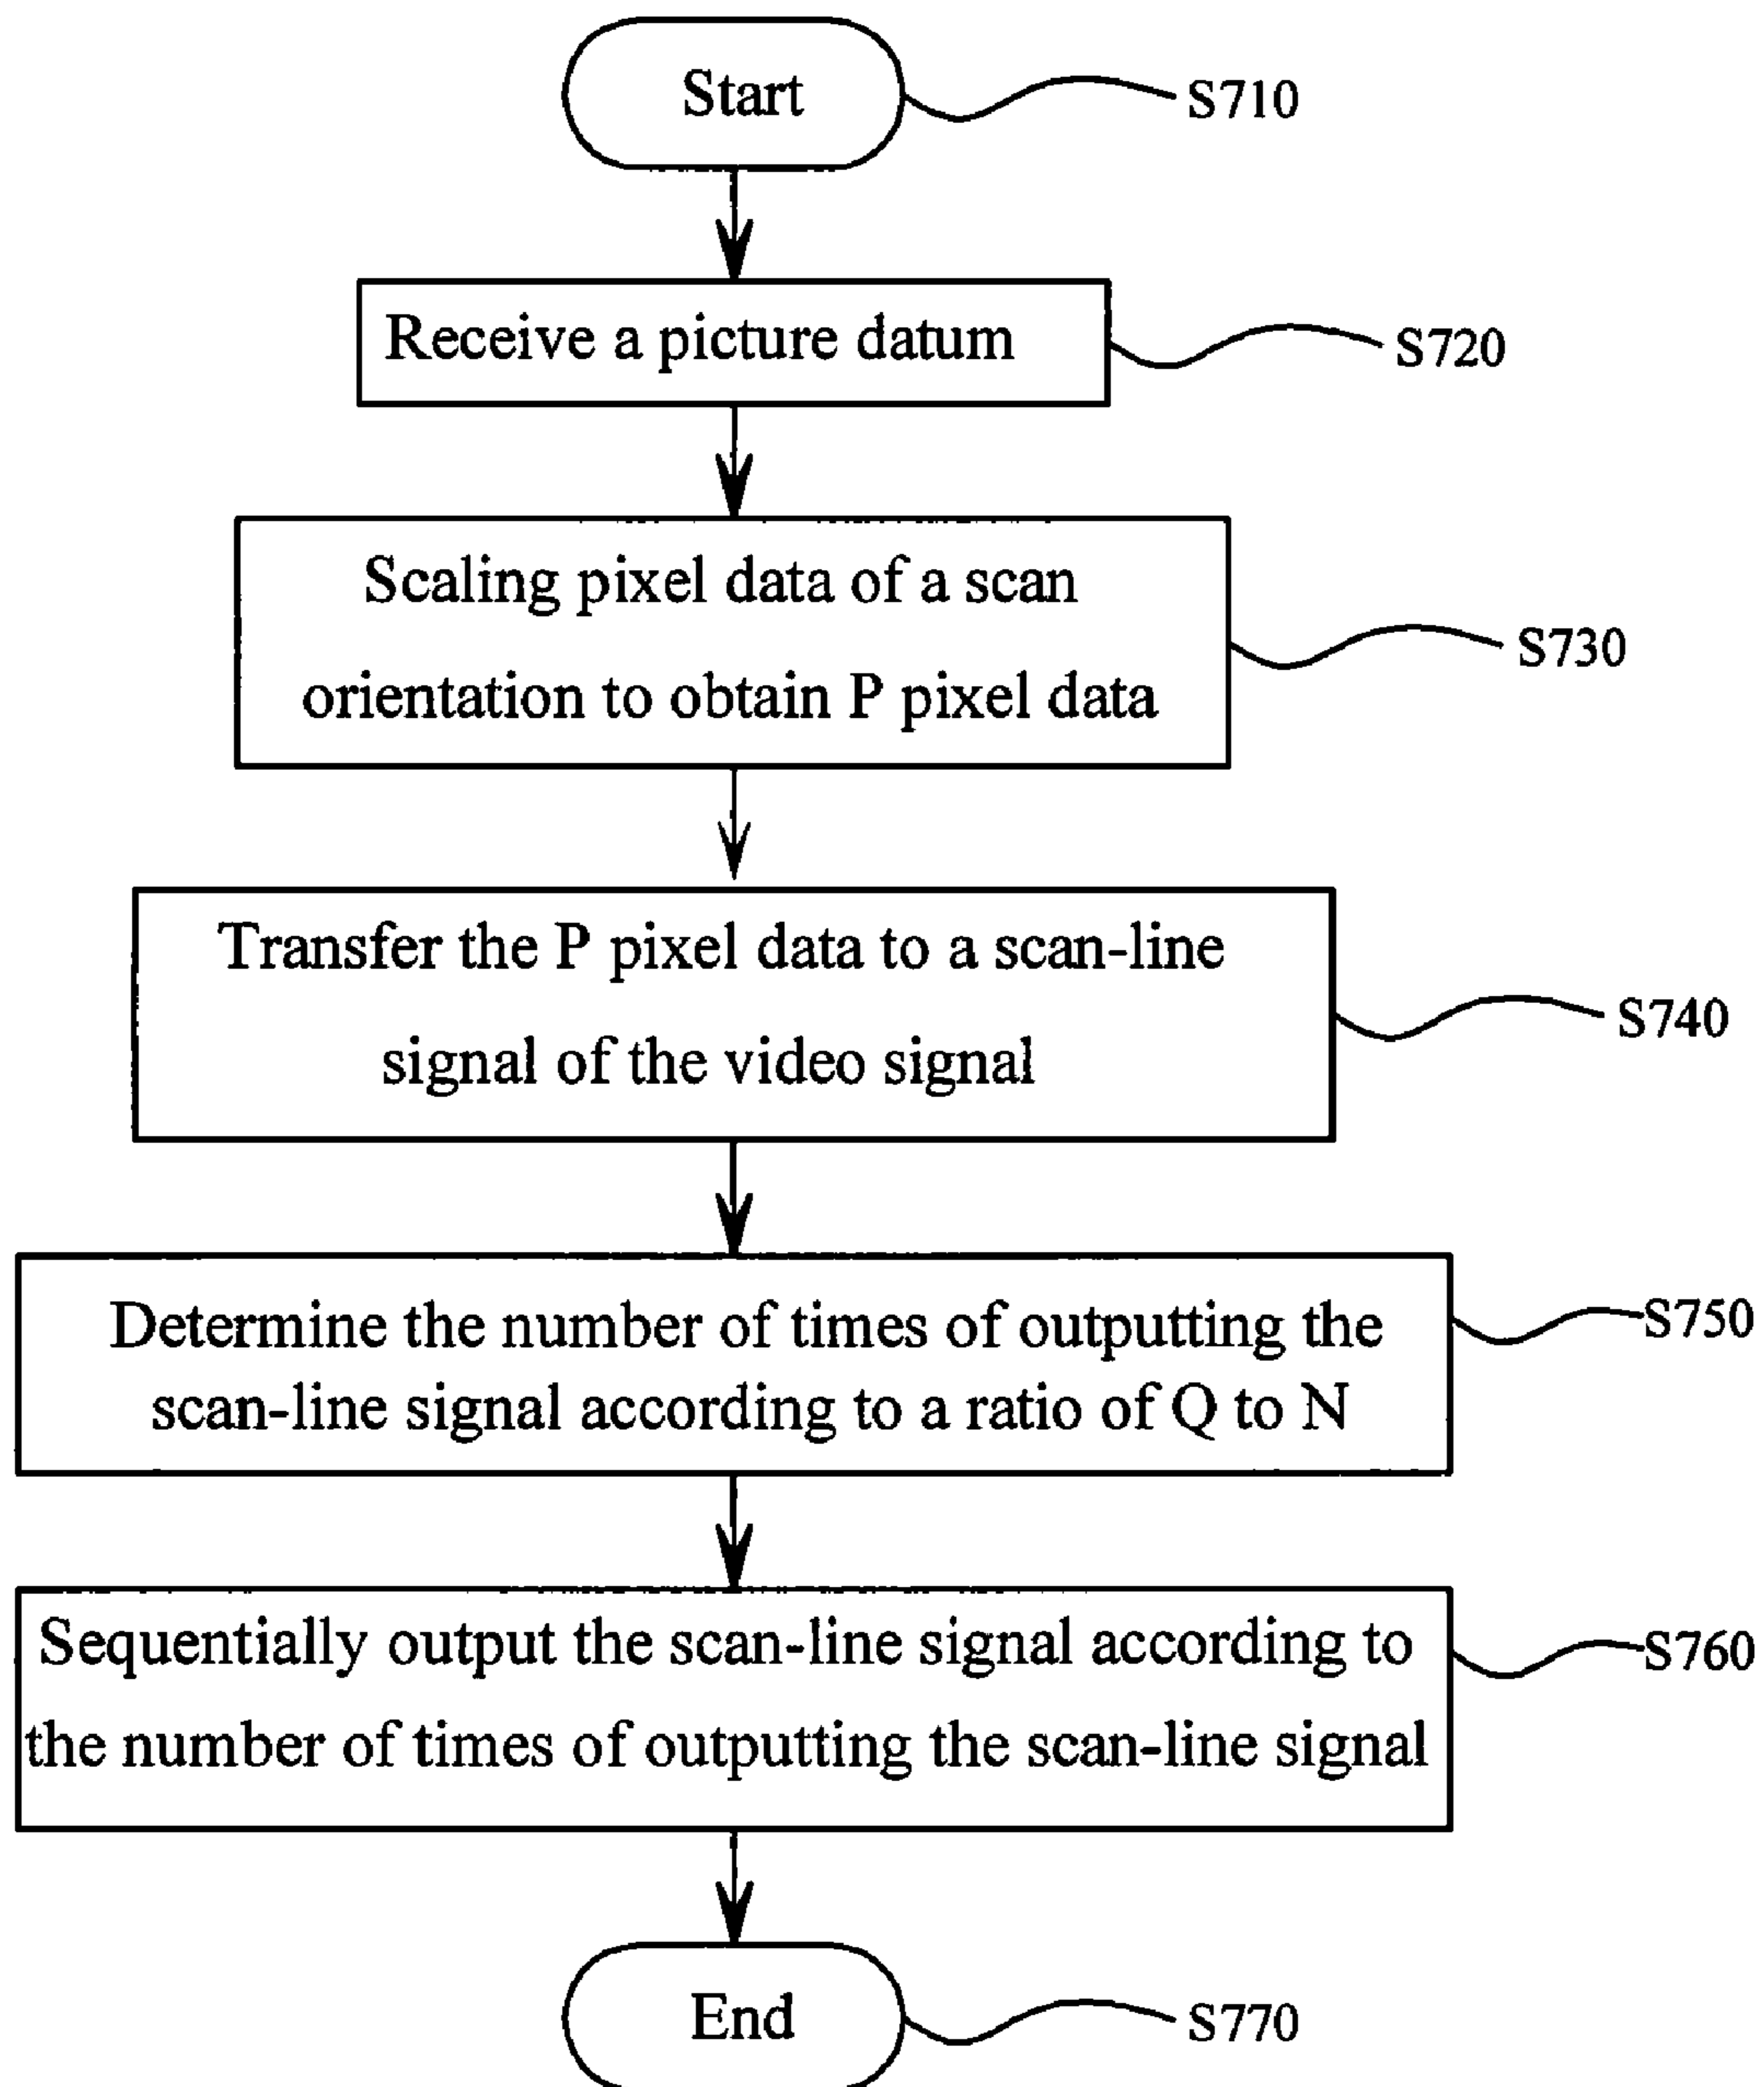 Start
S710
Receive a picture datum
S720
Scaling pixel data of a scan
orientation to obtain P pixel data
S730
Transfer the P pixel data to a scan-line
signal of the video signal
S740
Determine the number of times of outputting the
scan-line signal according to a ratio of Q to N
S750
Sequentially output the scan-line signal according to
the number of times of outputting the scan-line signal
S760
End
S770